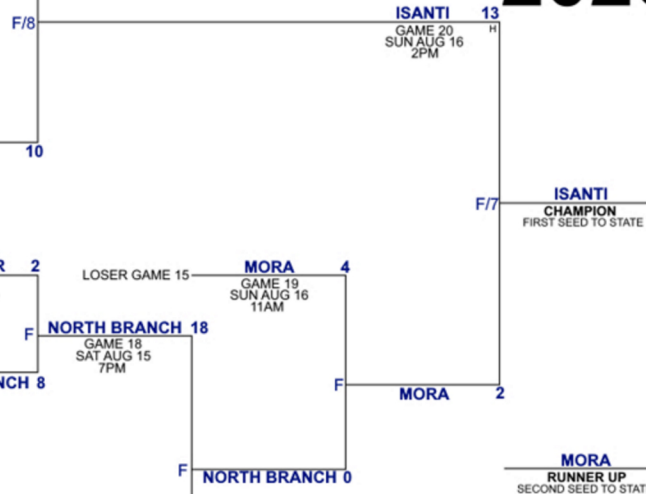 ISANTI 13
F/8
H
GAME 20
SUN AUG 16
2PM
10
F/7
ISANTI
CHAMPION
FIRST SEED TO STATE
2
LOSER GAME 15
MORA 4
GAME 19
SUN AUG 16
11AM
F
NORTH BRANCH 18
GAME 18
SAT AUG 15
7PM
8
F
MORA 2
F
NORTH BRANCH 0
MORA
RUNNER UP
SECOND SEED TO STAT